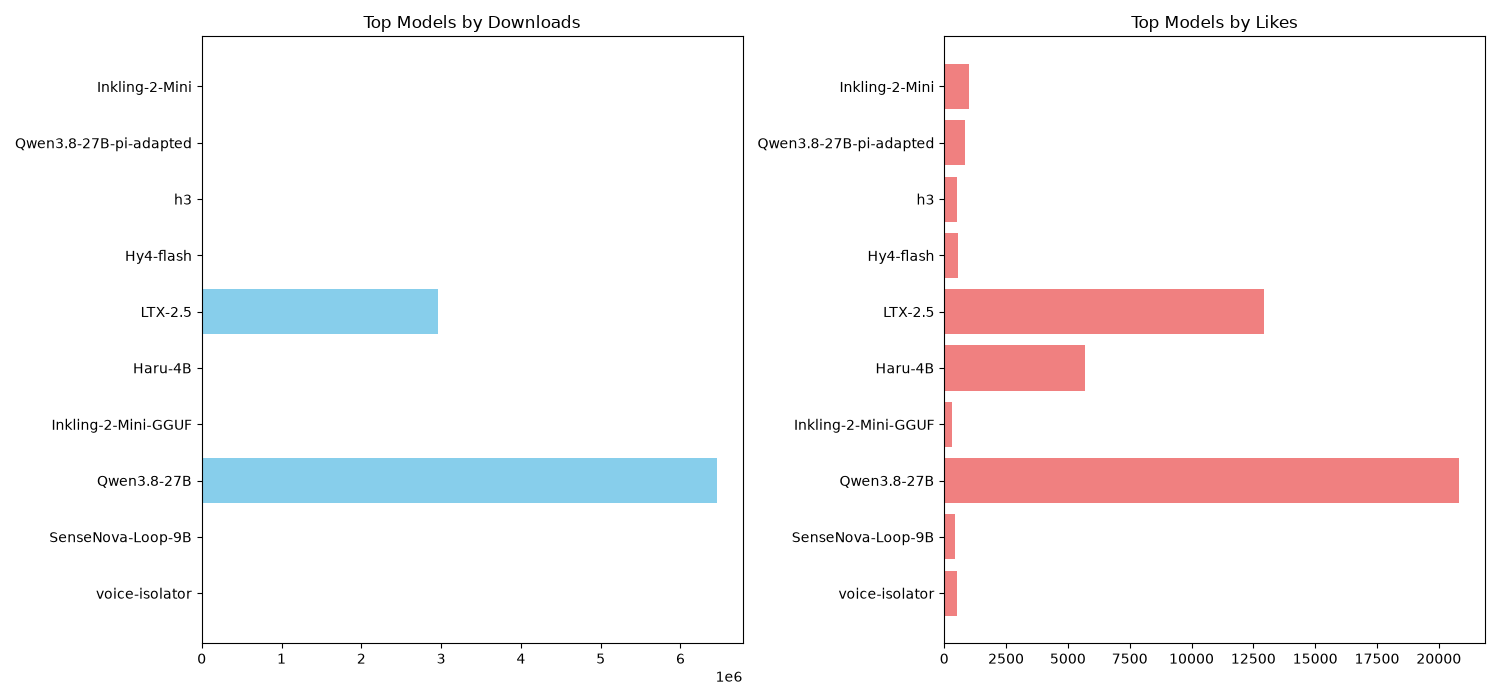 Top Models by Downloads
Inkling-2-Mini
Qwen3.8-27B-pi-adapted
h3
Hy4-flash
LTX-2.5
Haru-4B
Inkling-2-Mini-GGUF
Qwen3.8-27B
SenseNova-Loop-9B
voice-isolator
0 1 2 3 4 5 6
1e6
Top Models by Likes
Inkling-2-Mini
Qwen3.8-27B-pi-adapted
h3
Hy4-flash
LTX-2.5
Haru-4B
Inkling-2-Mini-GGUF
Qwen3.8-27B
SenseNova-Loop-9B
voice-isolator
0 2500 5000 7500 10000 12500 15000 17500 20000